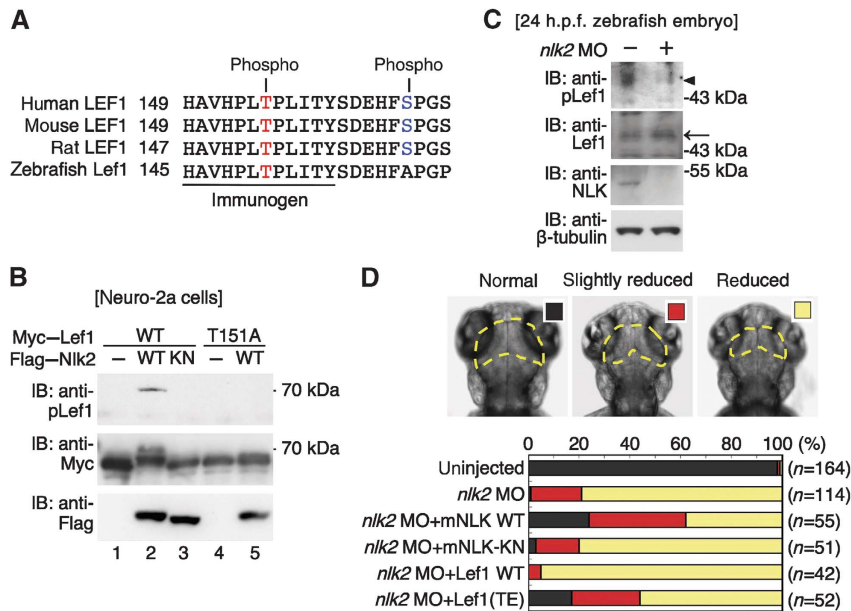 A
Phospho Phospho
Human LEF1 149 HAVHPLTPLITYSDEHFSPGS
Mouse LEF1 149 HAVHPLTPLITYSDEHFSPGS
Rat LEF1 147 HAVHPLTPLITYSDEHFSPGS
Zebrafish Lef1 145 HAVHPLTPLITYSDEHFAPGP
Immunogen
B
[Neuro-2a cells]
Myc–Lef1 WT T151A
Flag–Nlk2 – WT KN – WT
IB: anti-
pLef1
- 70 kDa
IB: anti-
Myc
- 70 kDa
IB: anti-
Flag
1 2 3 4 5
C
[24 h.p.f. zebrafish embryo]
nlk2 MO – +
IB: anti-
pLef1
-43 kDa
IB: anti-
Lef1
-43 kDa
-55 kDa
IB: anti-
NLK
IB: anti-
β-tubulin
D
Normal Slightly reduced Reduced
0 20 40 60 80 100 (%)
Uninjected (n=164)
nlk2 MO (n=114)
nlk2 MO+mNLK WT (n=55)
nlk2 MO+mNLK-KN (n=51)
nlk2 MO+Lef1 WT (n=42)
nlk2 MO+Lef1(TE) (n=52)